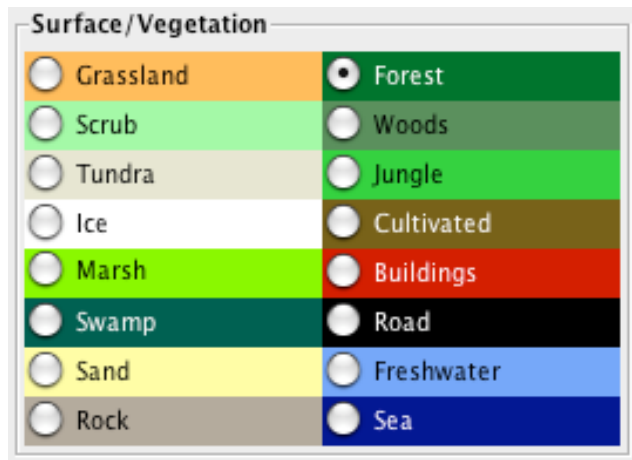 Surface/Vegetation
Grassland Forest
Scrub Woods
Tundra Jungle
Ice Cultivated
Marsh Buildings
Swamp Road
Sand Freshwater
Rock Sea